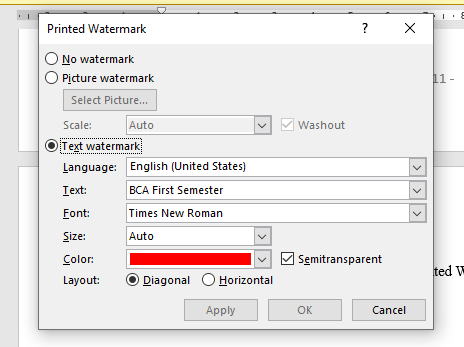 Printed Watermark ? ×
No watermark
Picture watermark
11 -
Select Picture...
Scale: Auto Washout
Text watermark
Language: English (United States)
Text: BCA First Semester
Font: Times New Roman
Size: Auto
Color: Semitransparent
ted W
Layout: Diagonal Horizontal
Apply OK Cancel